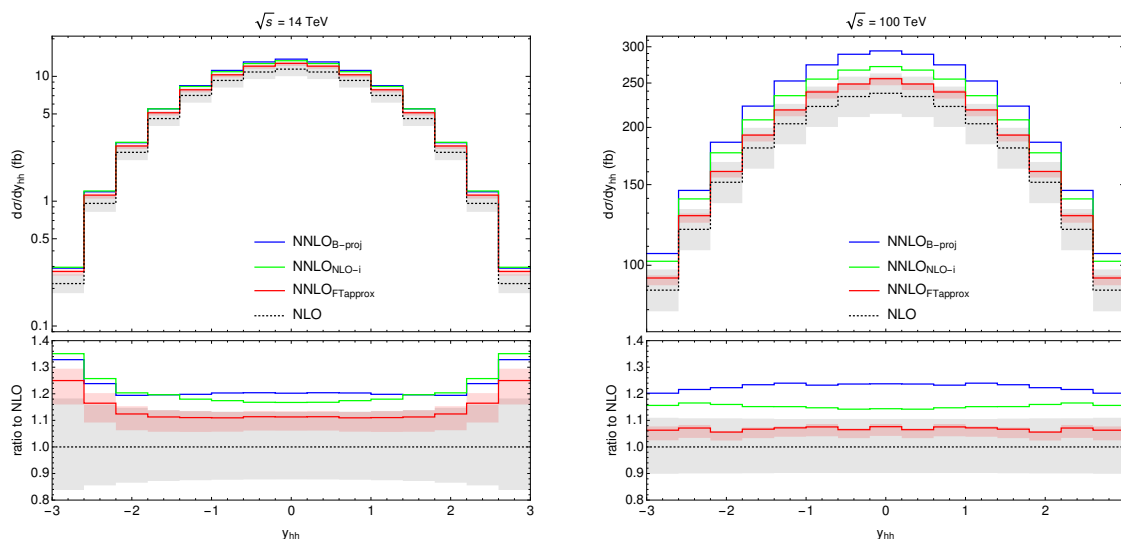 √s = 14 TeV
dσ/dy_hh (fb)
10
5
1
0.5
0.1
NNLO_B-proj
NNLO_NLO-i
NNLO_FTapprox
NLO
ratio to NLO
1.4
1.3
1.2
1.1
1.0
0.9
0.8
-3 -2 -1 0 1 2 3
y_hh
√s = 100 TeV
dσ/dy_hh (fb)
300
250
200
150
100
NNLO_B-proj
NNLO_NLO-i
NNLO_FTapprox
NLO
ratio to NLO
1.4
1.3
1.2
1.1
1.0
0.9
0.8
-3 -2 -1 0 1 2
y_hh